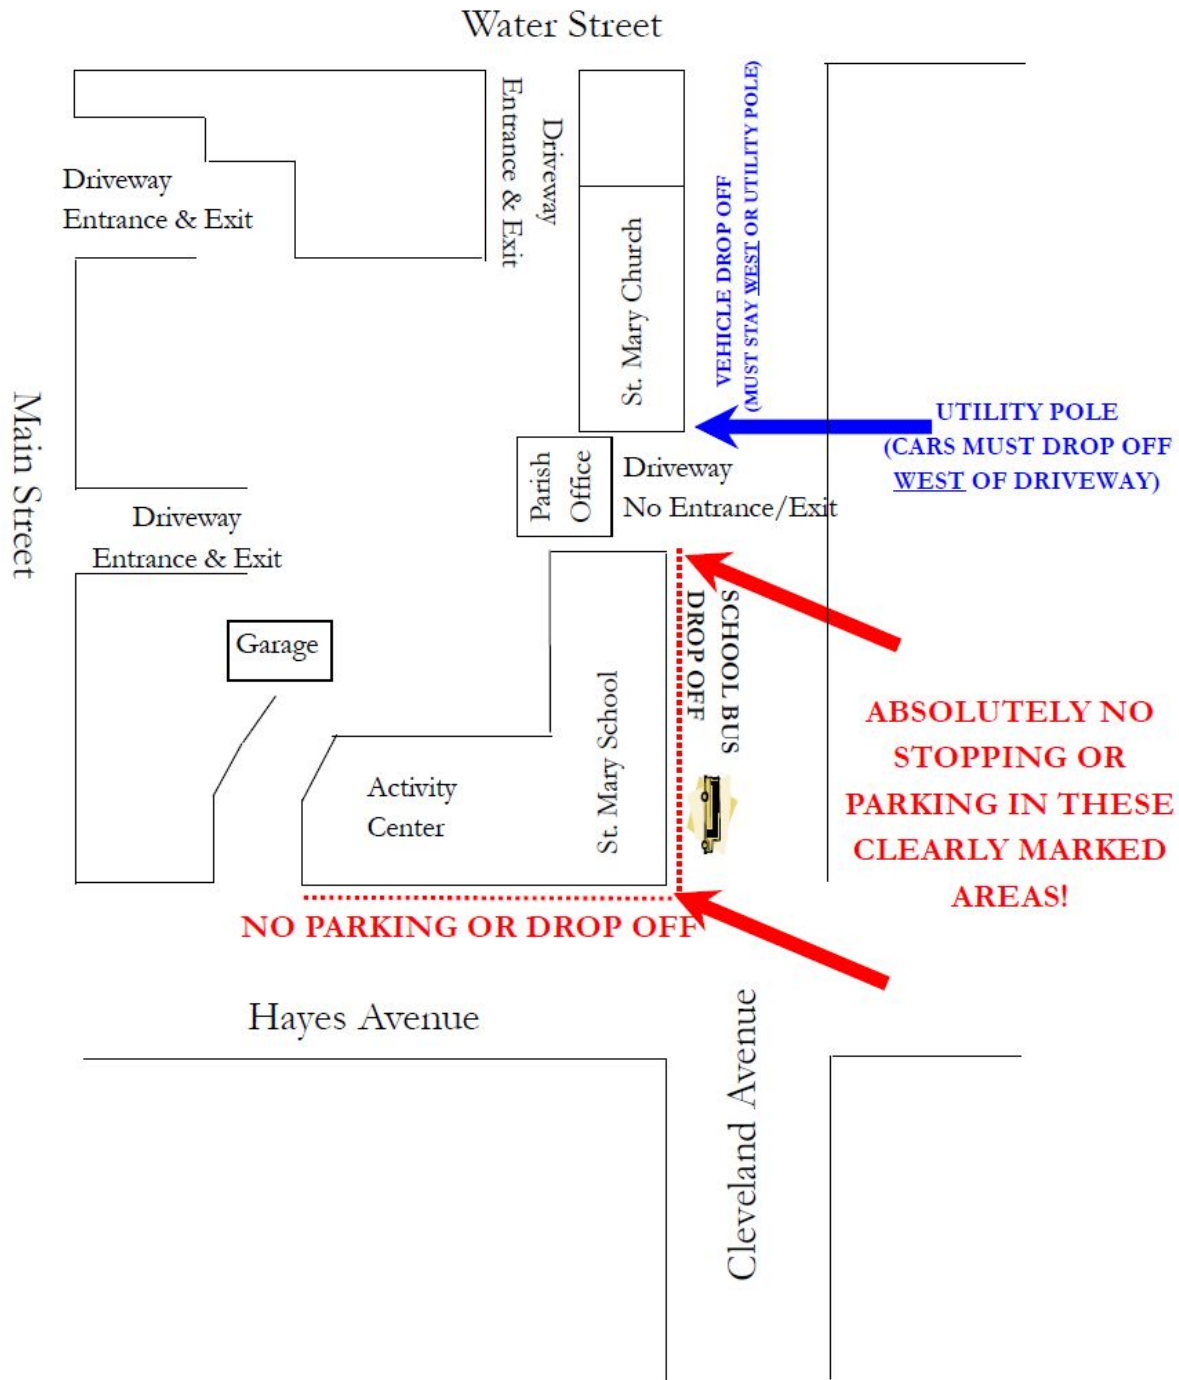 Water Street
Driveway
Entrance & Exit
Driveway
Entrance & Exit
St. Mary Church
VEHICLE DROP OFF
(MUST STAY WEST OR UTILITY POLE)
Main Street
UTILITY POLE
(CARS MUST DROP OFF
WEST OF DRIVEWAY)
Parish
Office
Driveway
No Entrance/Exit
Driveway
Entrance & Exit
Garage
SCHOOL BUS
DROP OFF
St. Mary School
Activity
Center
ABSOLUTELY NO
STOPPING OR
PARKING IN THESE
CLEARLY MARKED
AREAS!
NO PARKING OR DROP OFF
Hayes Avenue
Cleveland Avenue